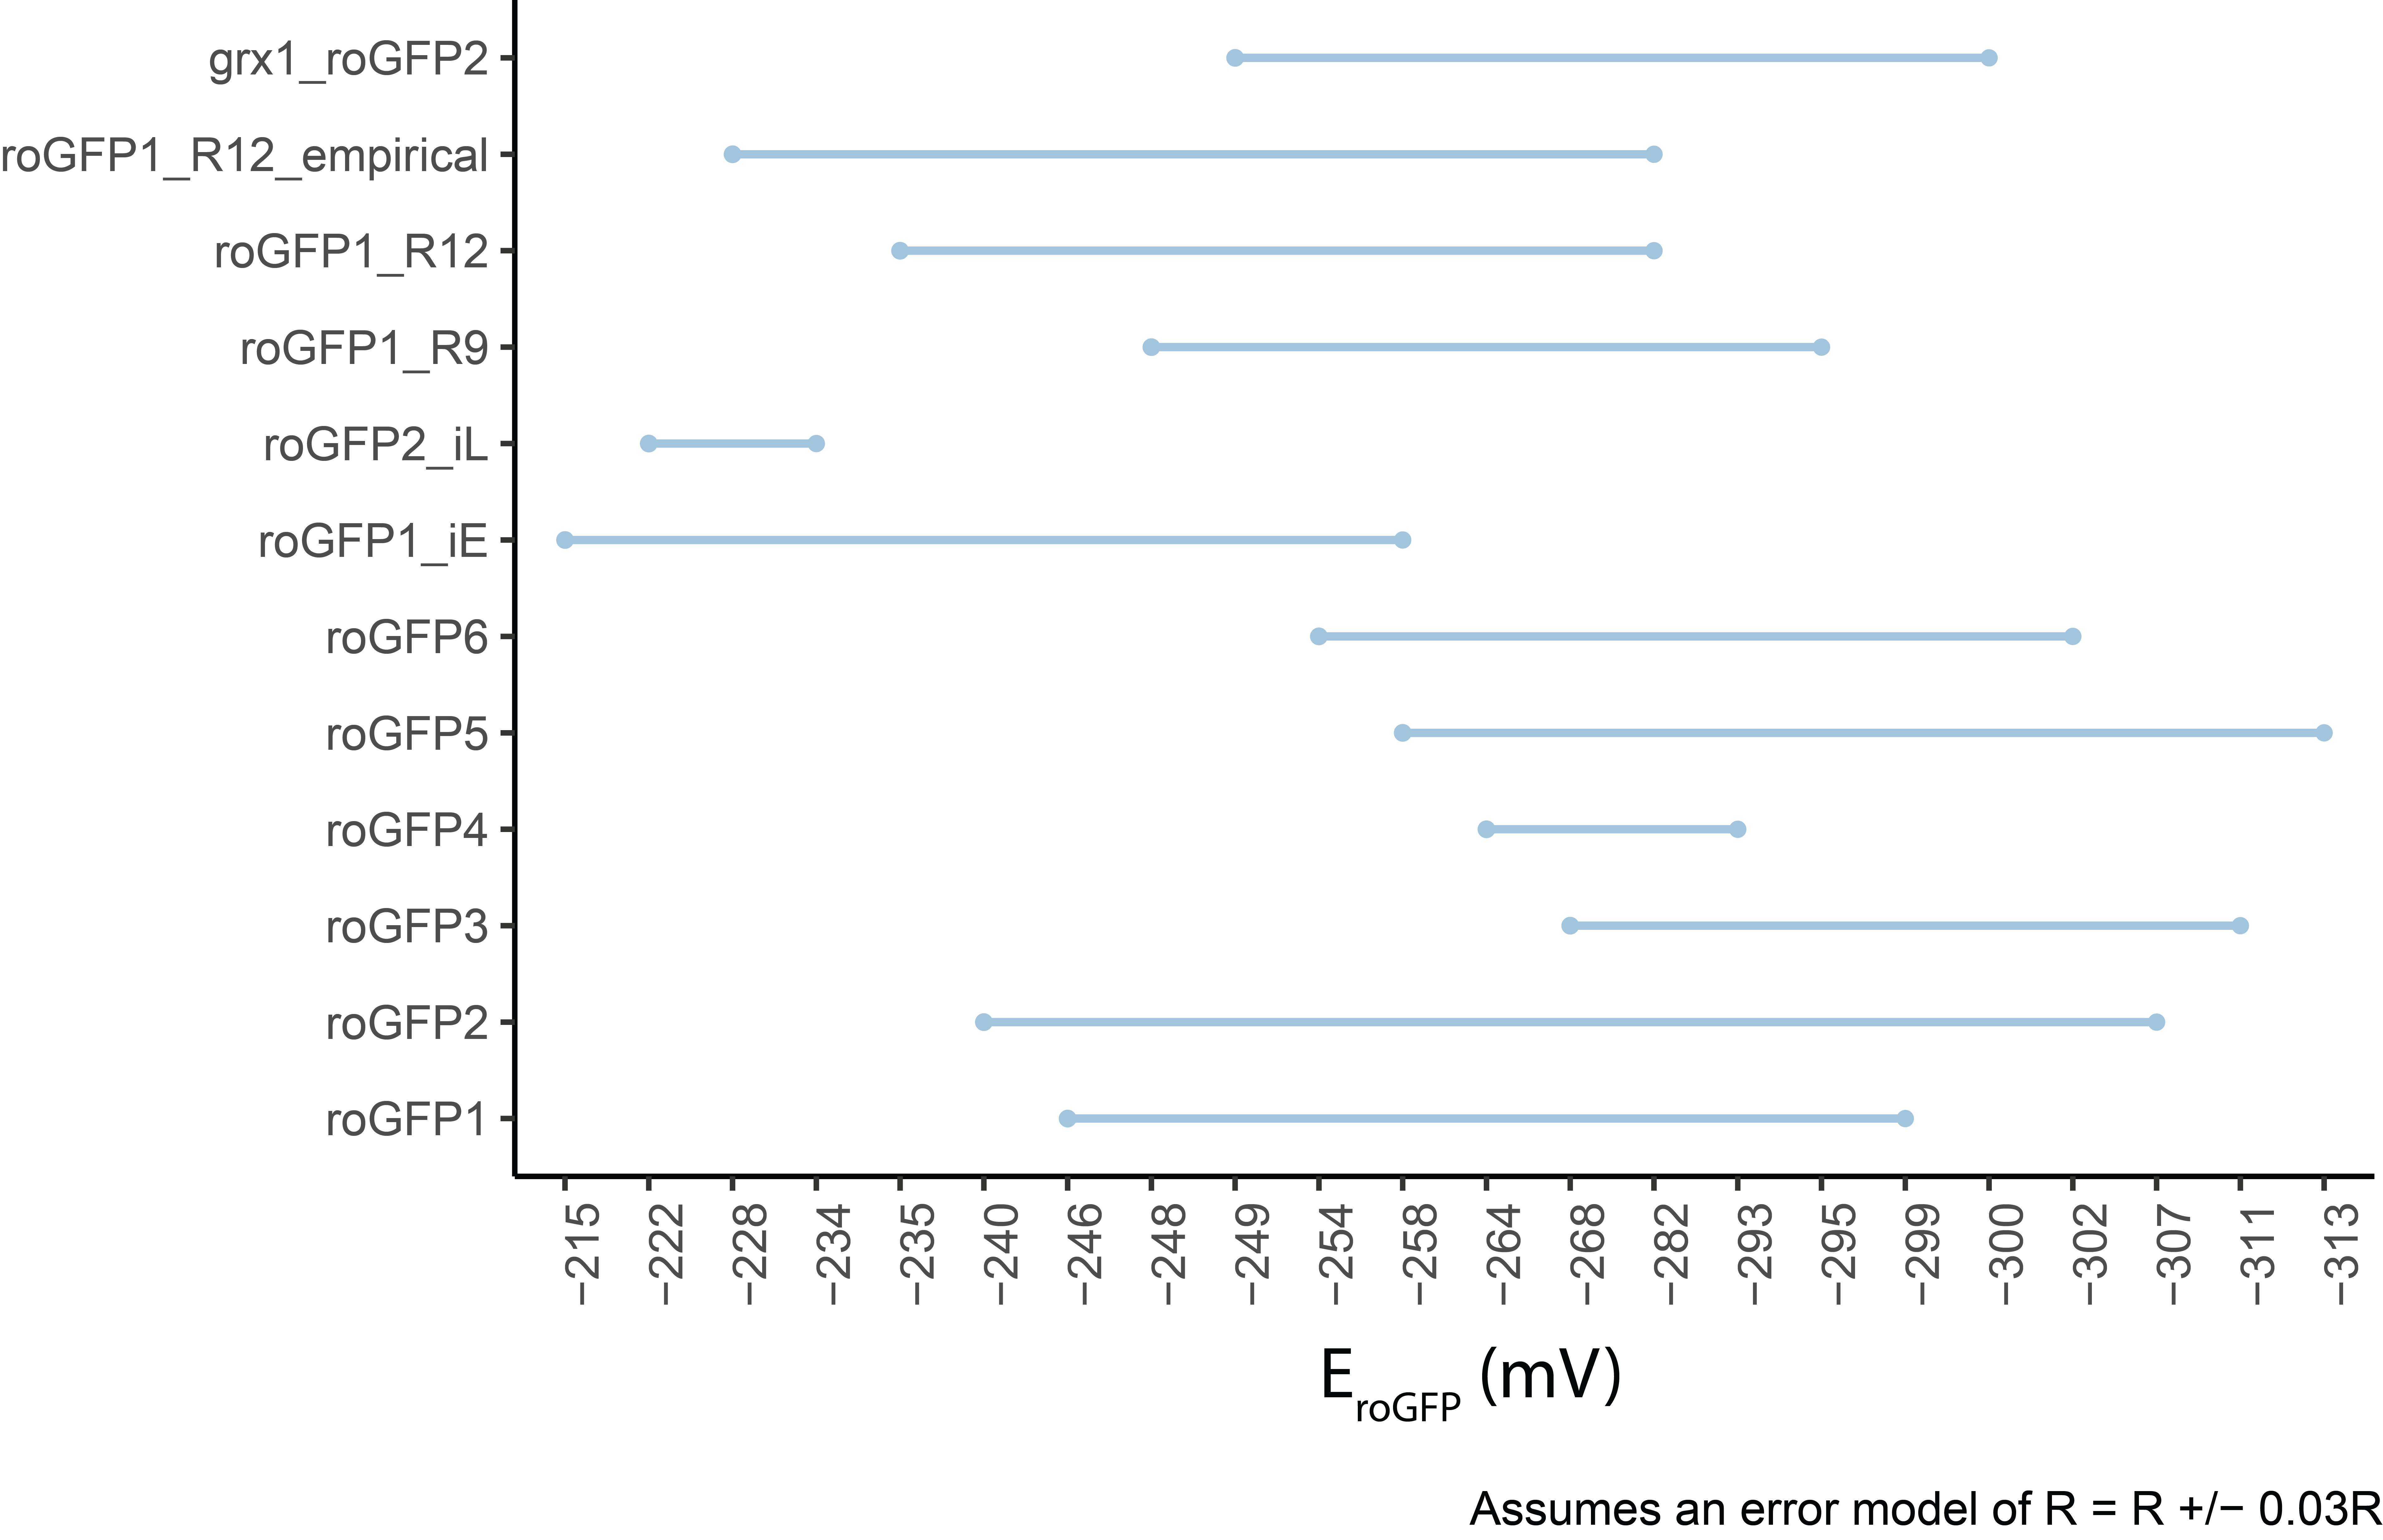 grx1_roGFP2
roGFP1_R12_empirical
roGFP1_R12
roGFP1_R9
roGFP2_iL
roGFP1_iE
roGFP6
roGFP5
roGFP4
roGFP3
roGFP2
roGFP1
−215
−222
−228
−234
−235
−240
−246
−248
−249
−254
−258
−264
−268
−282
−293
−295
−299
−300
−302
−307
−311
−313
EroGFP (mV)
Assumes an error model of R = R +/− 0.03R